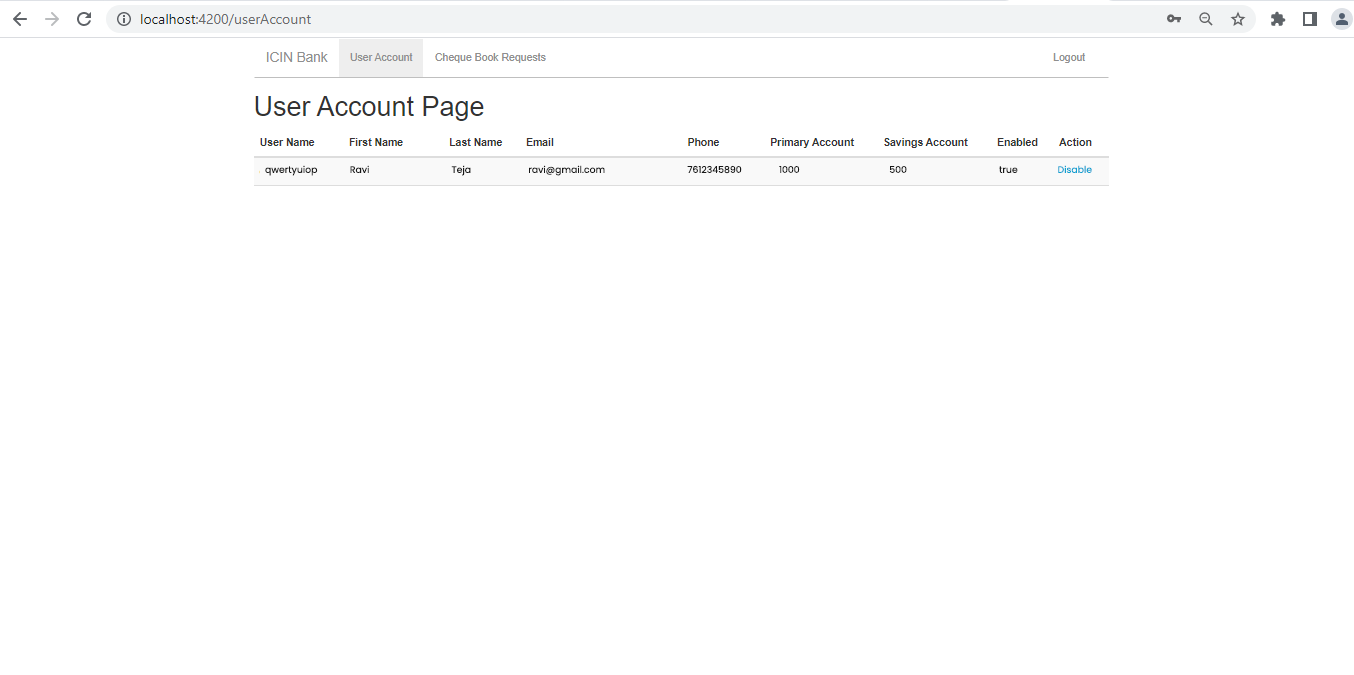 localhost:4200/userAccount
ICIN Bank User Account Cheque Book Requests Logout
User Account Page
User Name First Name Last Name Email Phone Primary Account Savings Account Enabled Action
qwertyuiop Ravi Teja ravi@gmail.com 7612345890 1000 500 true Disable